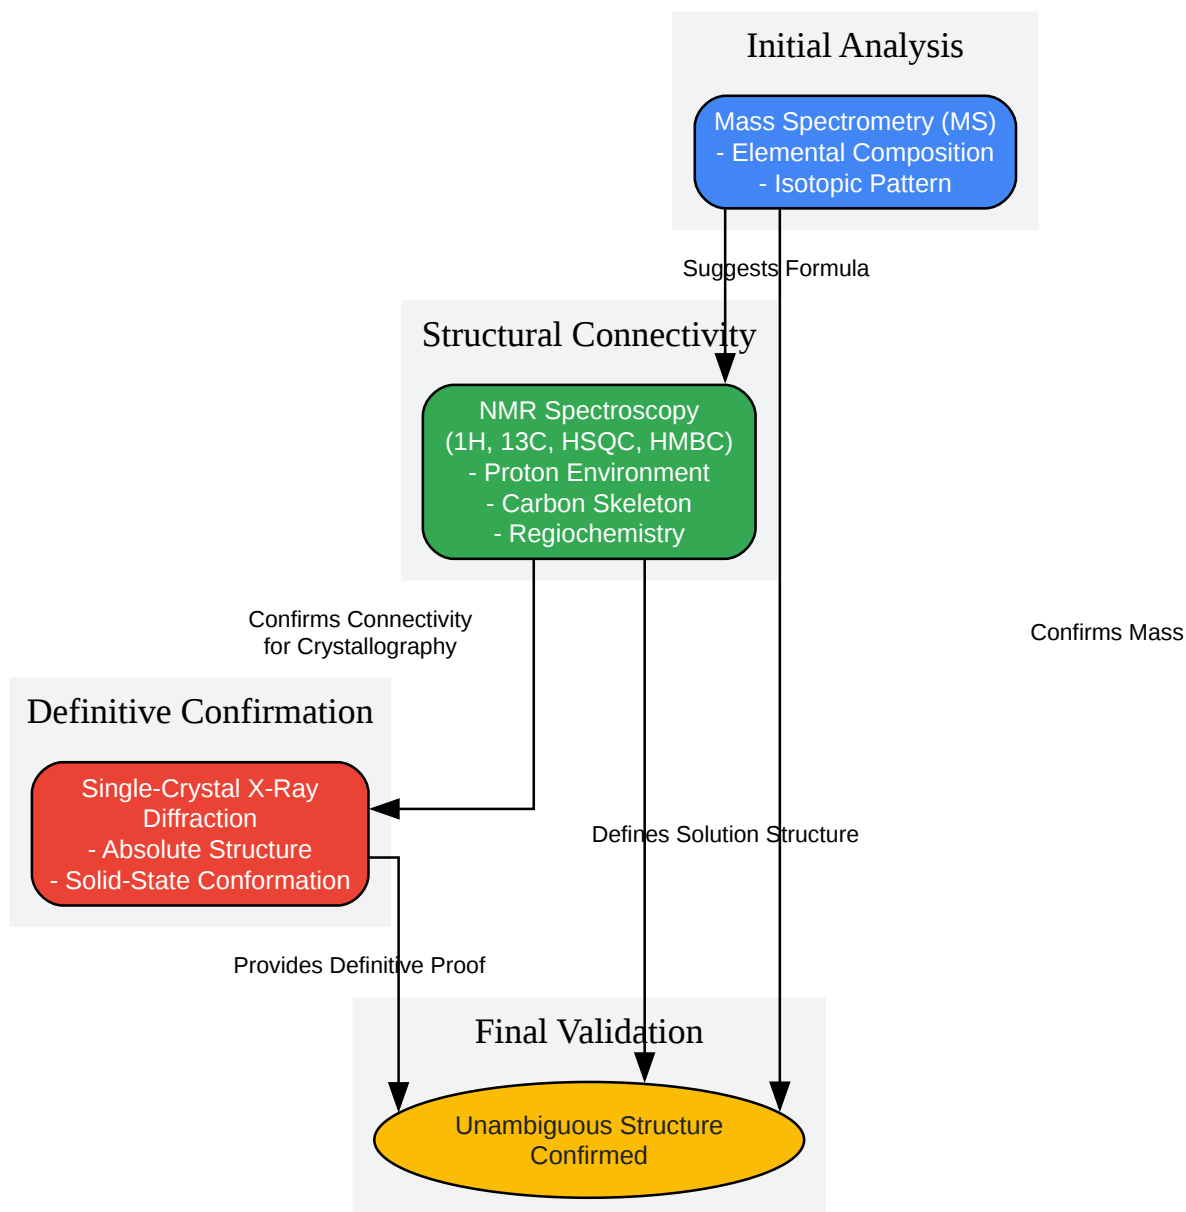 Initial Analysis
Mass Spectrometry (MS)
- Elemental Composition
- Isotopic Pattern
Suggests Formula
Structural Connectivity
NMR Spectroscopy
(1H, 13C, HSQC, HMBC)
- Proton Environment
- Carbon Skeleton
- Regiochemistry
Confirms Connectivity
for Crystallography
Confirms Mass
Definitive Confirmation
Single-Crystal X-Ray
Diffraction
- Absolute Structure
- Solid-State Conformation
Defines Solution Structure
Provides Definitive Proof
Final Validation
Unambiguous Structure
Confirmed